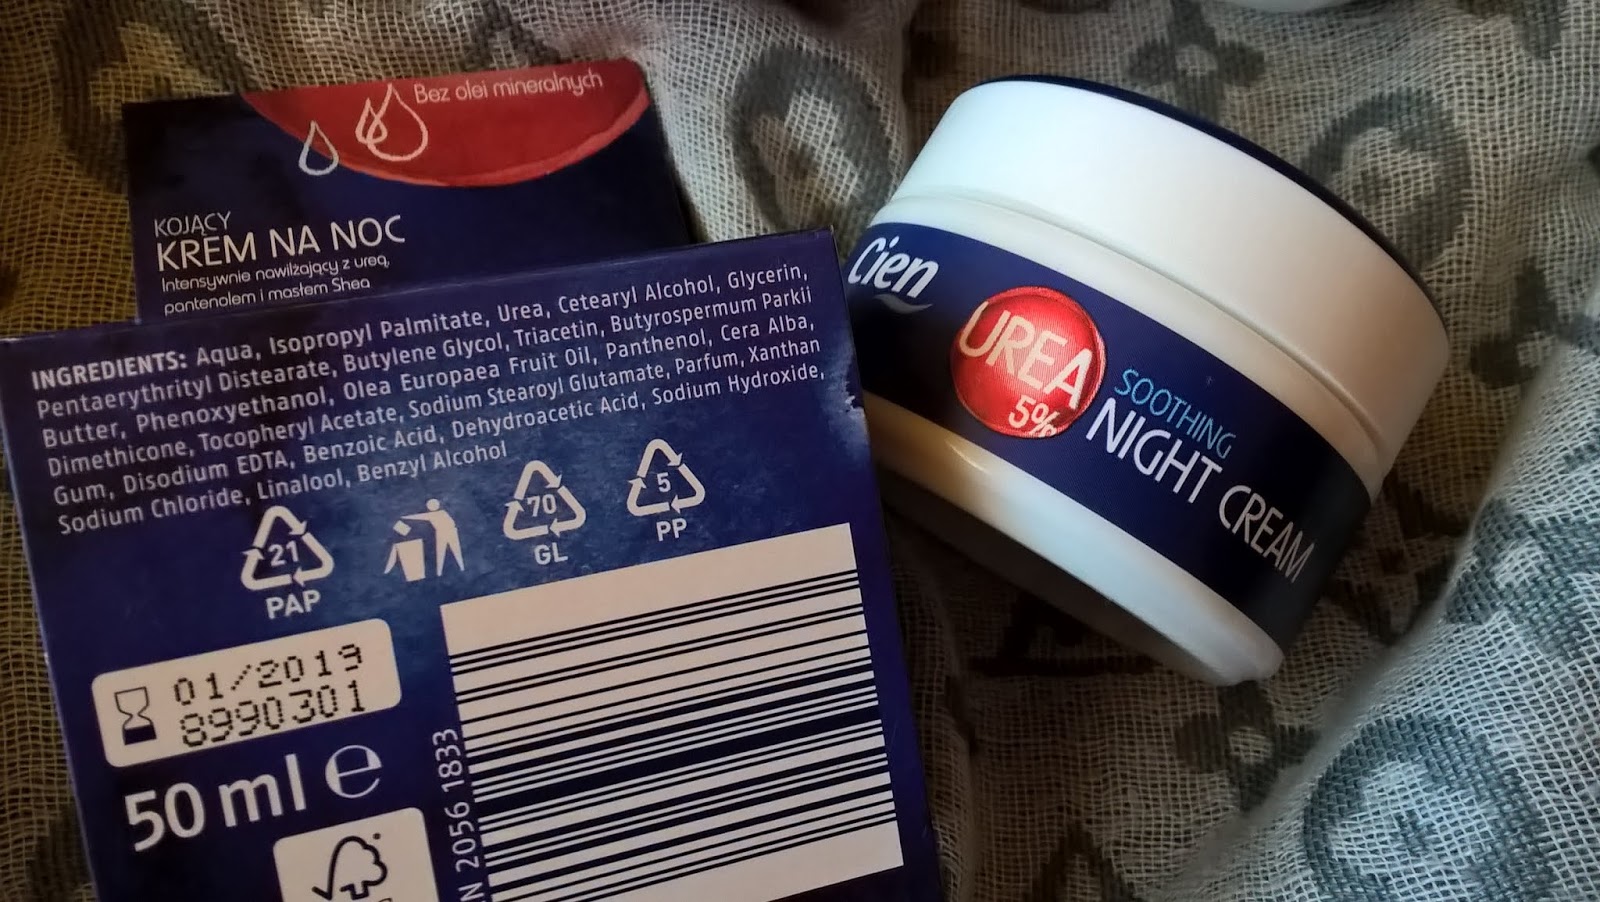 Bez olei mineralnych
KOJĄCY
KREM NA NOC
Intensywnie nawilżający z ureą,
pantenolem i masłem Shea
INGREDIENTS: Aqua, Isopropyl Palmitate, Urea, Cetearyl Alcohol, Glycerin,
Pentaerythrityl Distearate, Butylene Glycol, Triacetin, Butyrospermum Parkii
Butter, Phenoxyethanol, Olea Europaea Fruit Oil, Panthenol, Cera Alba,
Dimethicone, Tocopheryl Acetate, Sodium Stearoyl Glutamate, Parfum, Xanthan
Gum, Disodium EDTA, Benzoic Acid, Dehydroacetic Acid, Sodium Hydroxide,
Sodium Chloride, Linalool, Benzyl Alcohol
21
PAP
70
GL
5
PP
01/2019
8990301
50 ml e
N 2056 1833
Cien
UREA
5%
SOOTHING
NIGHT CREAM